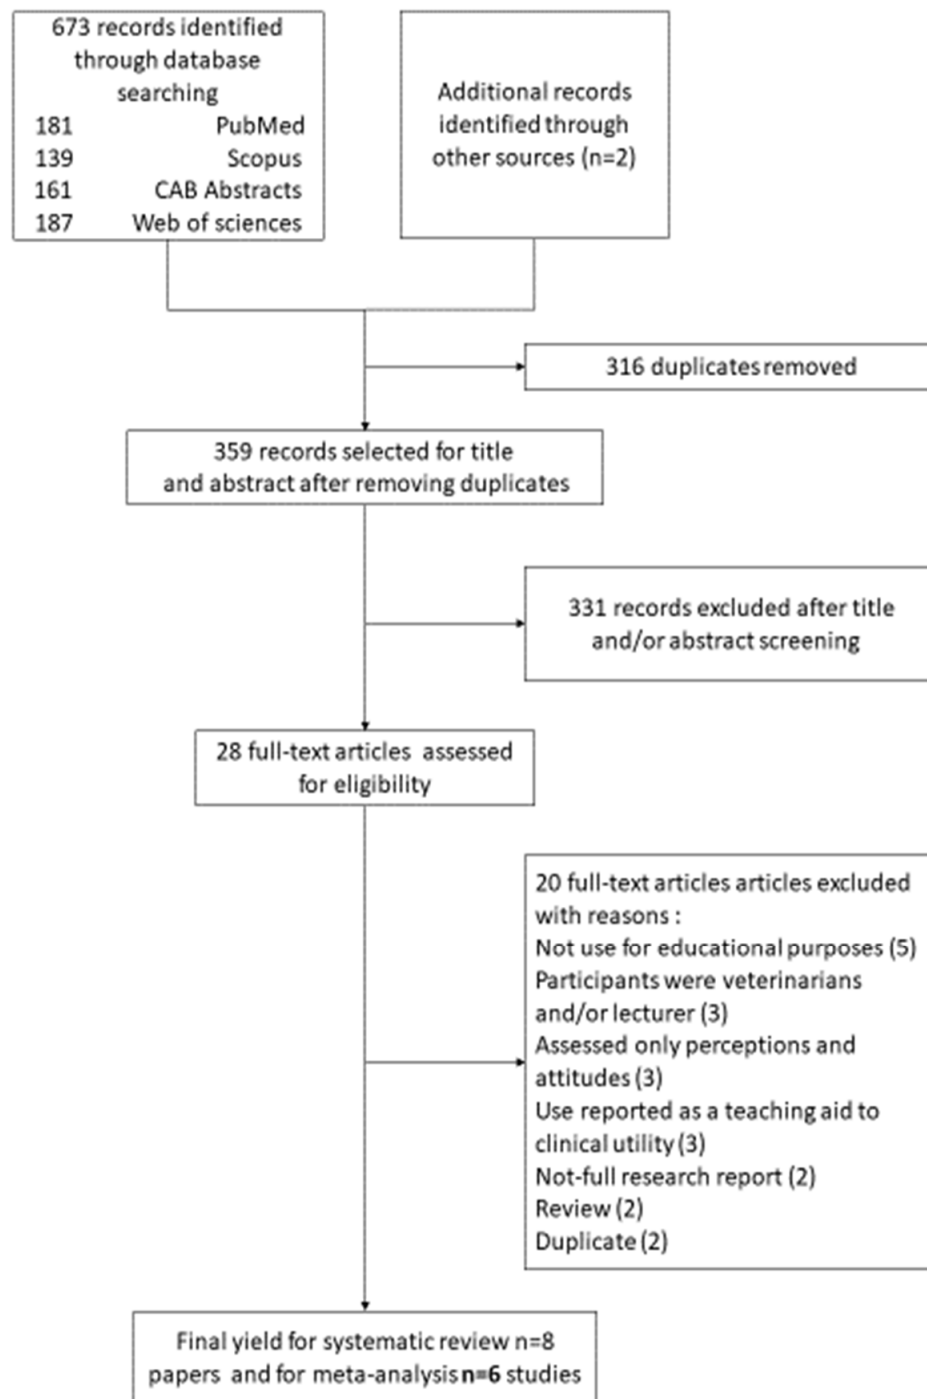 673 records identified
through database
searching
181 PubMed
139 Scopus
161 CAB Abstracts
187 Web of sciences
Additional records
identified through
other sources (n=2)
316 duplicates removed
359 records selected for title
and abstract after removing duplicates
331 records excluded after title
and/or abstract screening
28 full-text articles assessed
for eligibility
20 full-text articles articles excluded
with reasons :
Not use for educational purposes (5)
Participants were veterinarians
and/or lecturer (3)
Assessed only perceptions and
attitudes (3)
Use reported as a teaching aid to
clinical utility (3)
Not-full research report (2)
Review (2)
Duplicate (2)
Final yield for systematic review n=8
papers and for meta-analysis n=6 studies